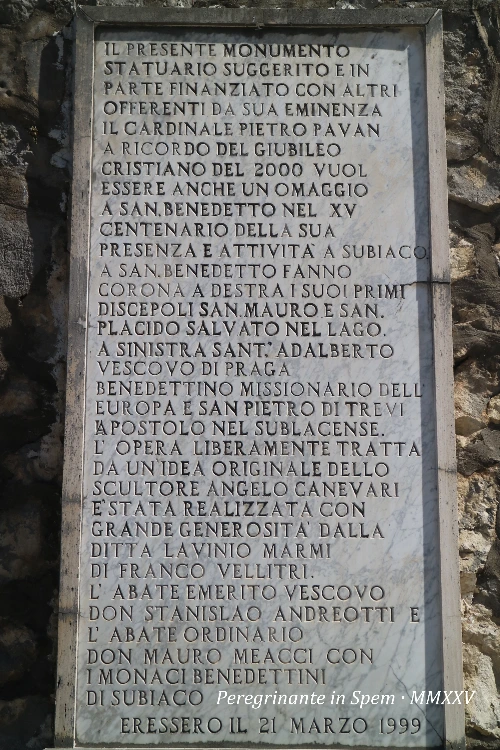 IL PRESENTE MONUMENTO
STATUARIO SUGGERITO E IN
PARTE FINANZIATO CON ALTRI
OFFERENTI DA SUA EMINENZA
IL CARDINALE PIETRO PAVAN
A RICORDO DEL GIUBILEO
CRISTIANO DEL 2000 VUOL
ESSERE ANCHE UN OMAGGIO
A SAN. BENEDETTO NEL XV
CENTENARIO DELLA SUA
PRESENZA E ATTIVITA' A SUBIACO
A SAN. BENEDETTO FANNO
CORONA A DESTRA I SUOI PRIMI
DISCEPOLI SAN. MAURO E SAN.
PLACIDO SALVATO NEL LAGO.
A SINISTRA SANT.' ADALBERTO
VESCOVO DI PRAGA
BENEDETTINO MISSIONARIO DELL'
EUROPA E SAN PIETRO DI TREVI
APOSTOLO NEL SUBLACENSE.
L' OPERA LIBERAMENTE TRATTA
DA UN'IDEA ORIGINALE DELLO
SCULTORE ANGELO CANEVARI
E' STATA REALIZZATA CON
GRANDE GENEROSITA' DALLA
DITTA LAVINIO MARMI
DI FRANCO VELLITRI.
L' ABATE EMERITO VESCOVO
DON STANISLAO ANDREOTTI E
L' ABATE ORDINARIO
DON MAURO MEACCI CON
I MONACI BENEDETTINI
DI SUBIACO
Peregrinante in Spem · MMXXV
ERESSERO IL 21 MARZO 1999